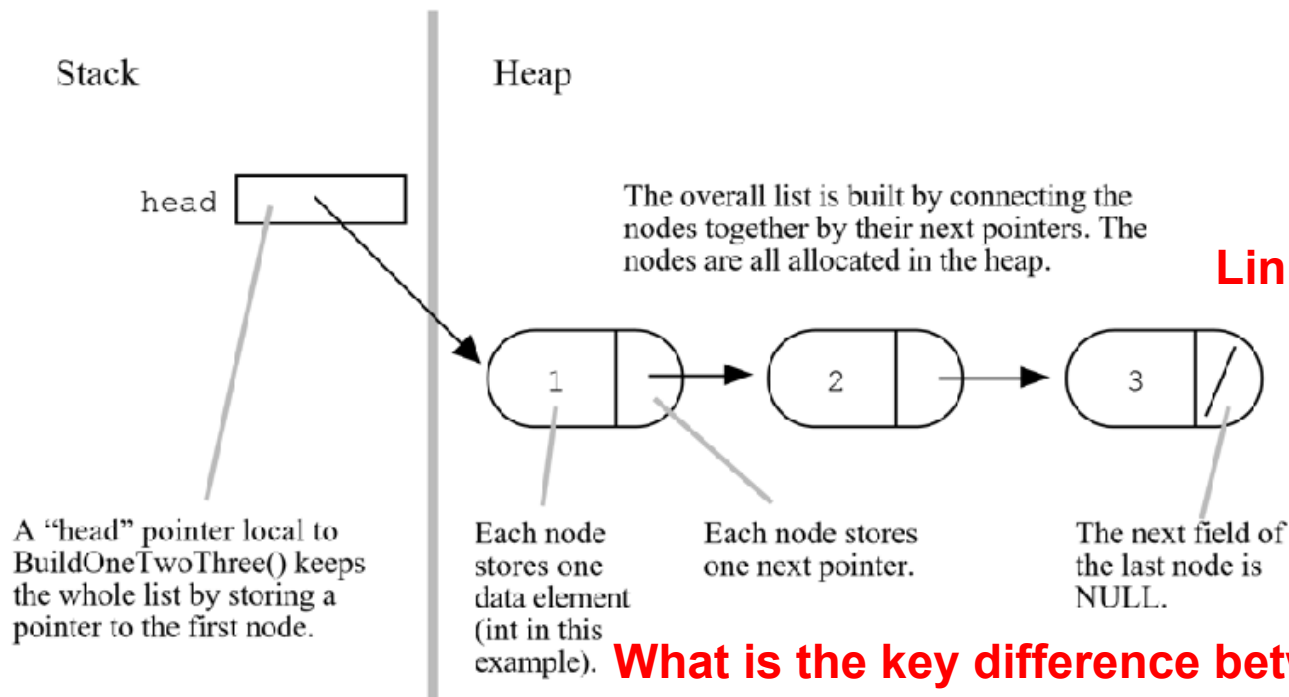 Stack
Heap
head
The overall list is built by connecting the
nodes together by their next pointers. The
nodes are all allocated in the heap.
Lin
1
2
3
A “head” pointer local to
BuildOneTwoThree() keeps
the whole list by storing a
pointer to the first node.
Each node
stores one
data element
(int in this
example).
Each node stores
one next pointer.
The next field of
the last node is
NULL.
What is the key difference